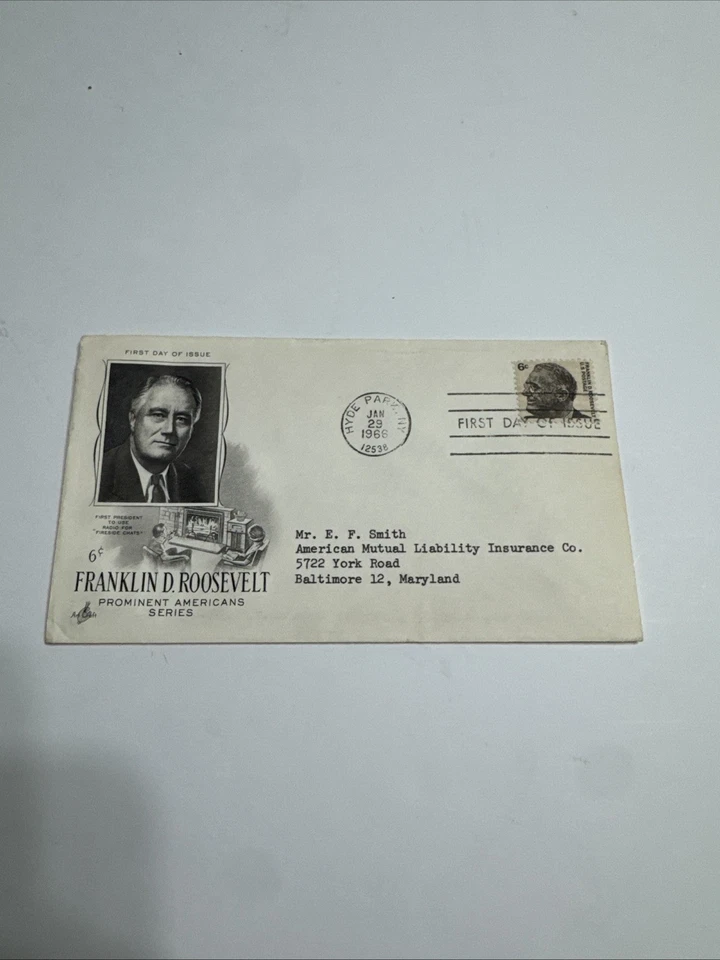 FIRST DAY OF ISSUE
FIRST PRESIDENT
TO USE
RADIO FOR
"FIRESIDE CHATS"
6¢
FRANKLIN D. ROOSEVELT
PROMINENT AMERICANS
SERIES
HYDE PARK, NY
JAN
29
1966
12538
6¢
FRANKLIN D. ROOSEVELT
U.S. POSTAGE
FIRST DAY OF ISSUE
Mr. E. F. Smith
American Mutual Liability Insurance Co.
5722 York Road
Baltimore 12, Maryland